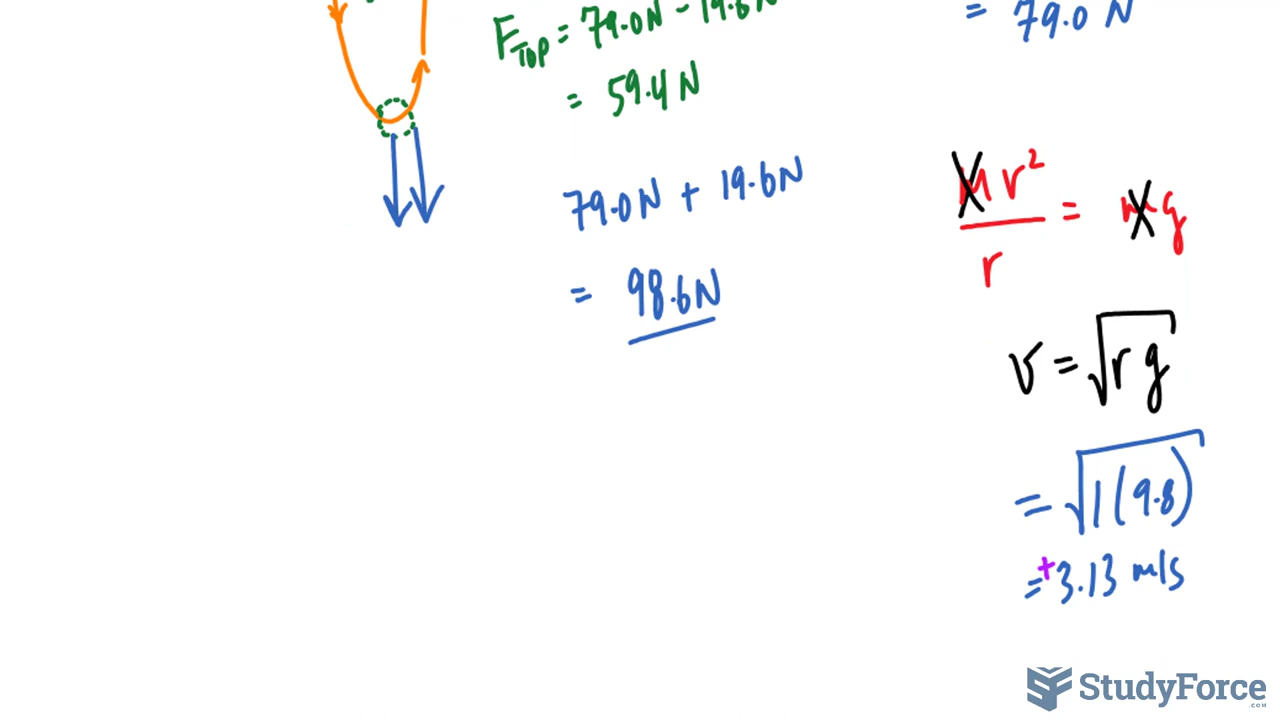 F_TOP = 79.0N - 19.6N
= 59.4 N
79.0N + 19.6N
= 98.6N
= 79.0 N
mv²/r = mg
v = √rg
= √1(9.8)
= +3.13 m/s
StudyForce
.COM